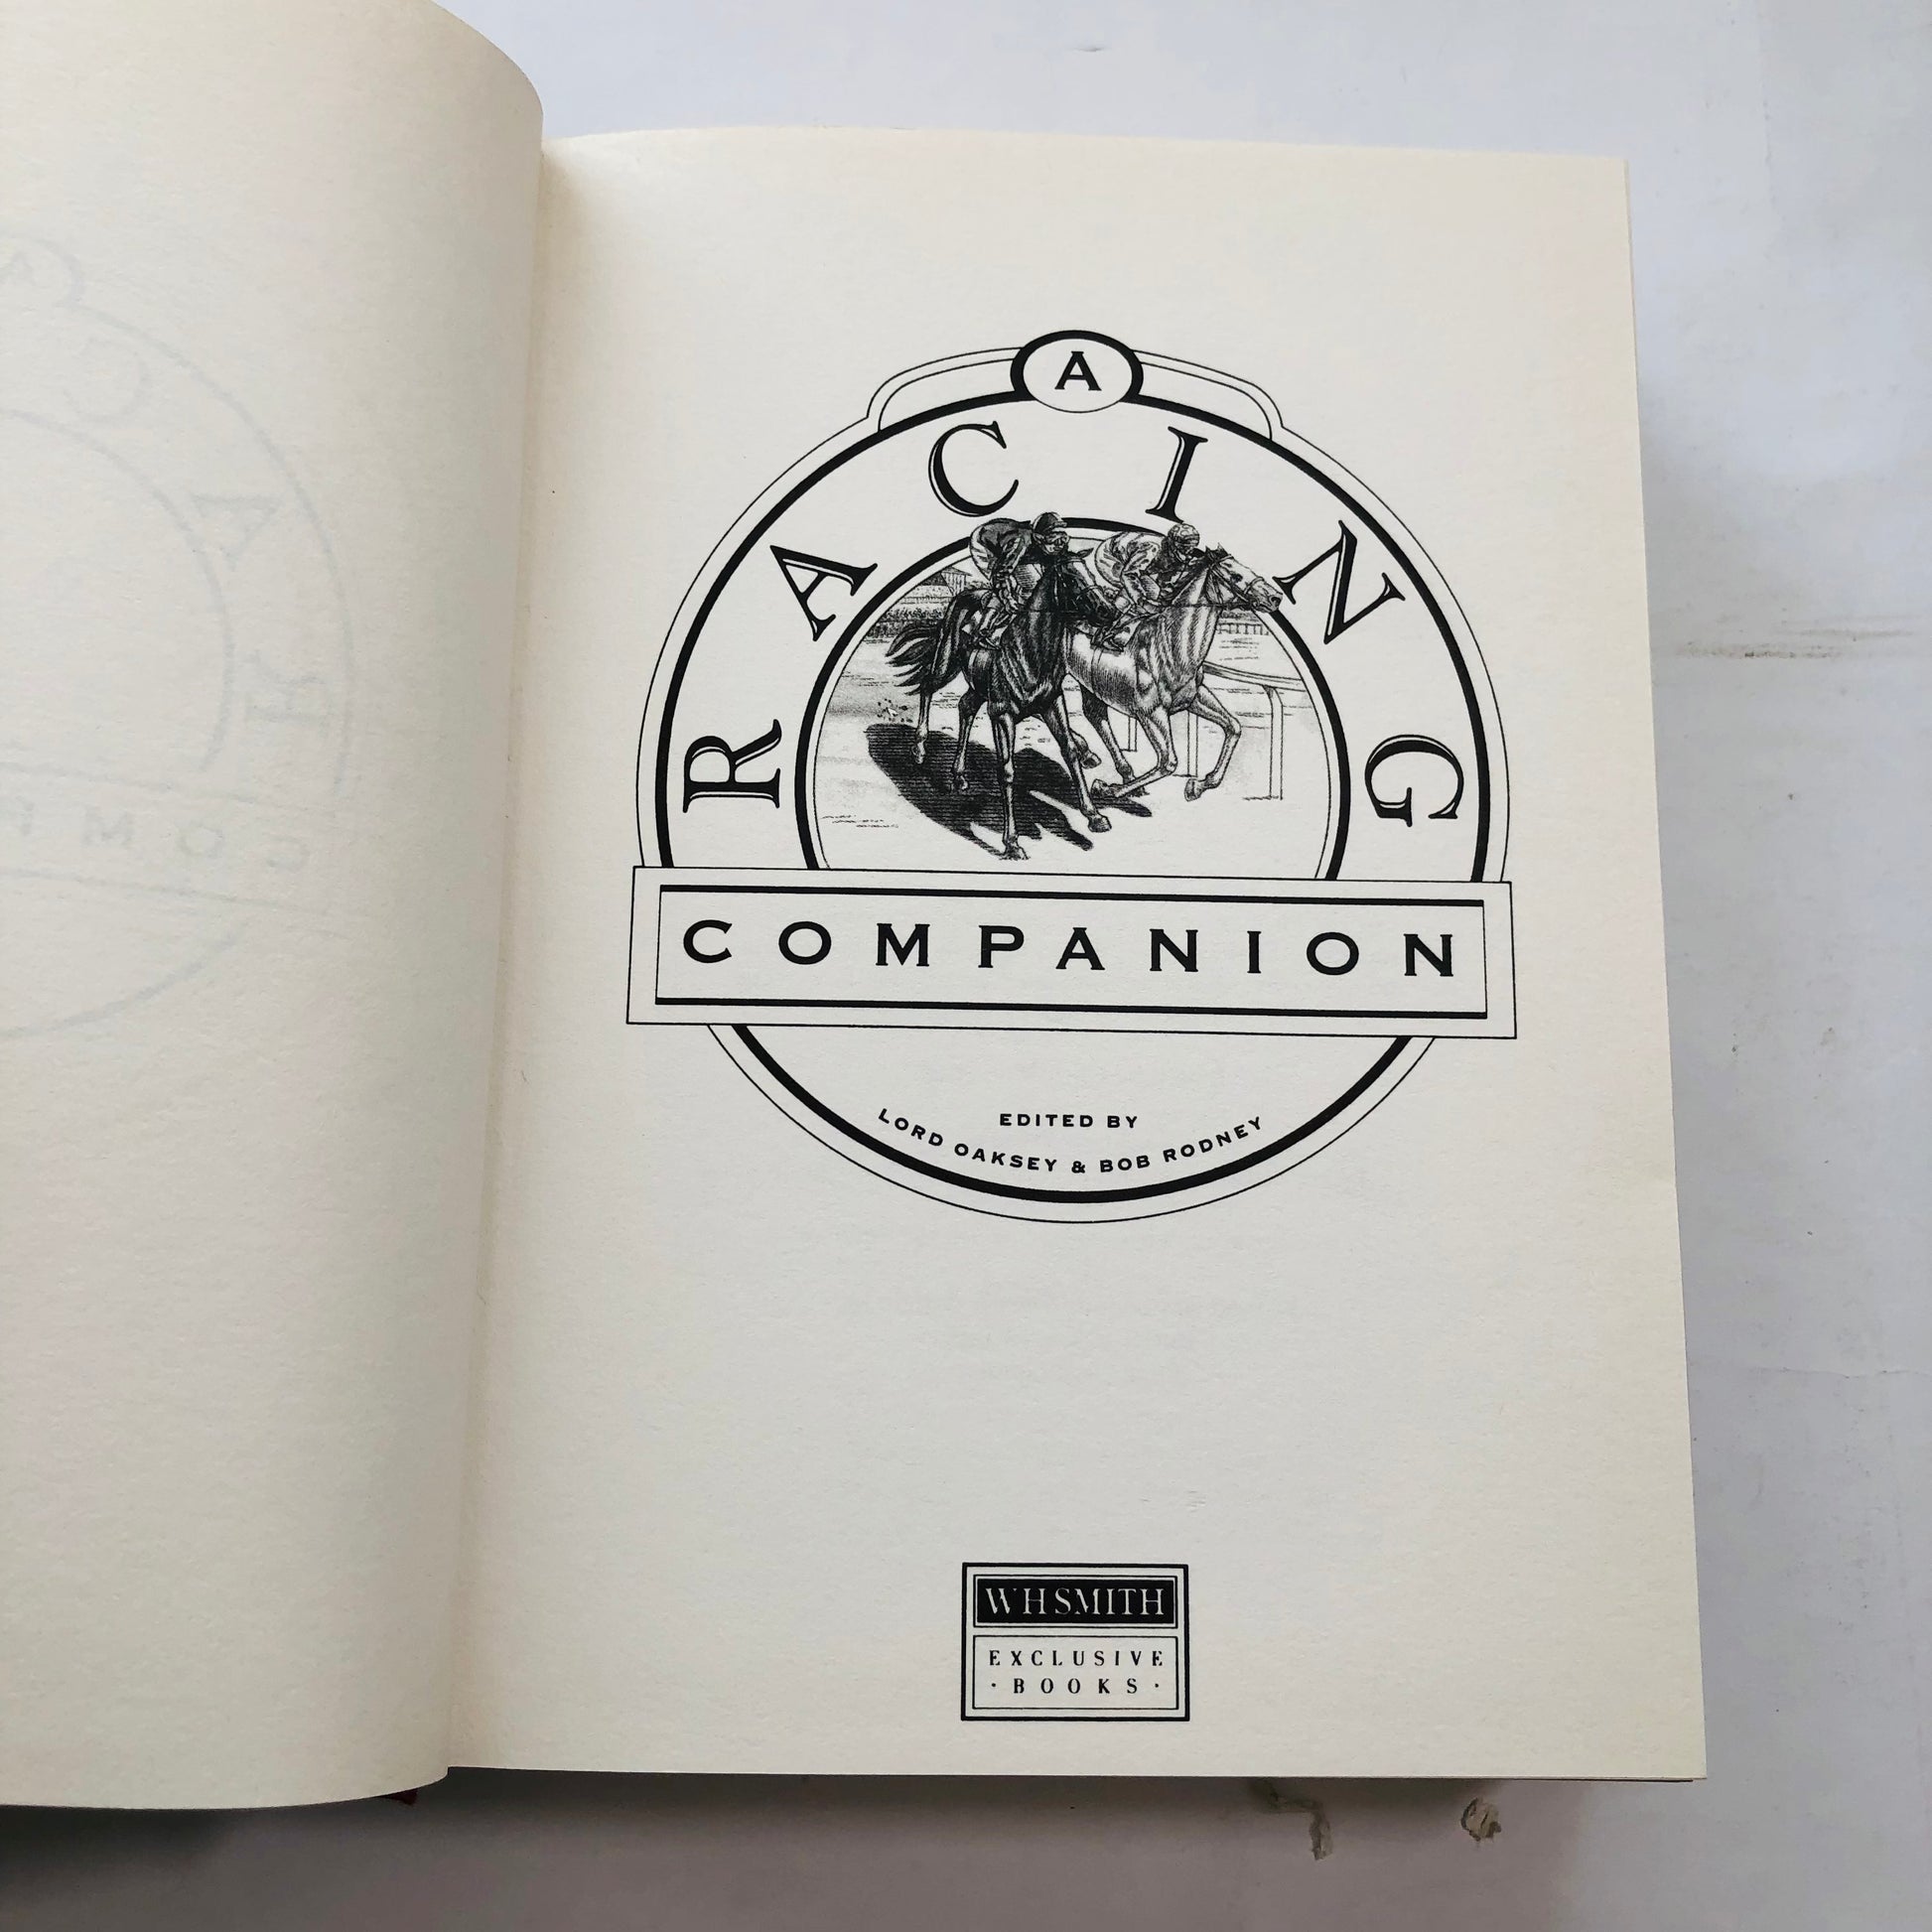 A
RACING
COMPANION
EDITED BY
LORD OAKSEY & BOB RODNEY
WHSMITH
EXCLUSIVE
· BOOKS ·